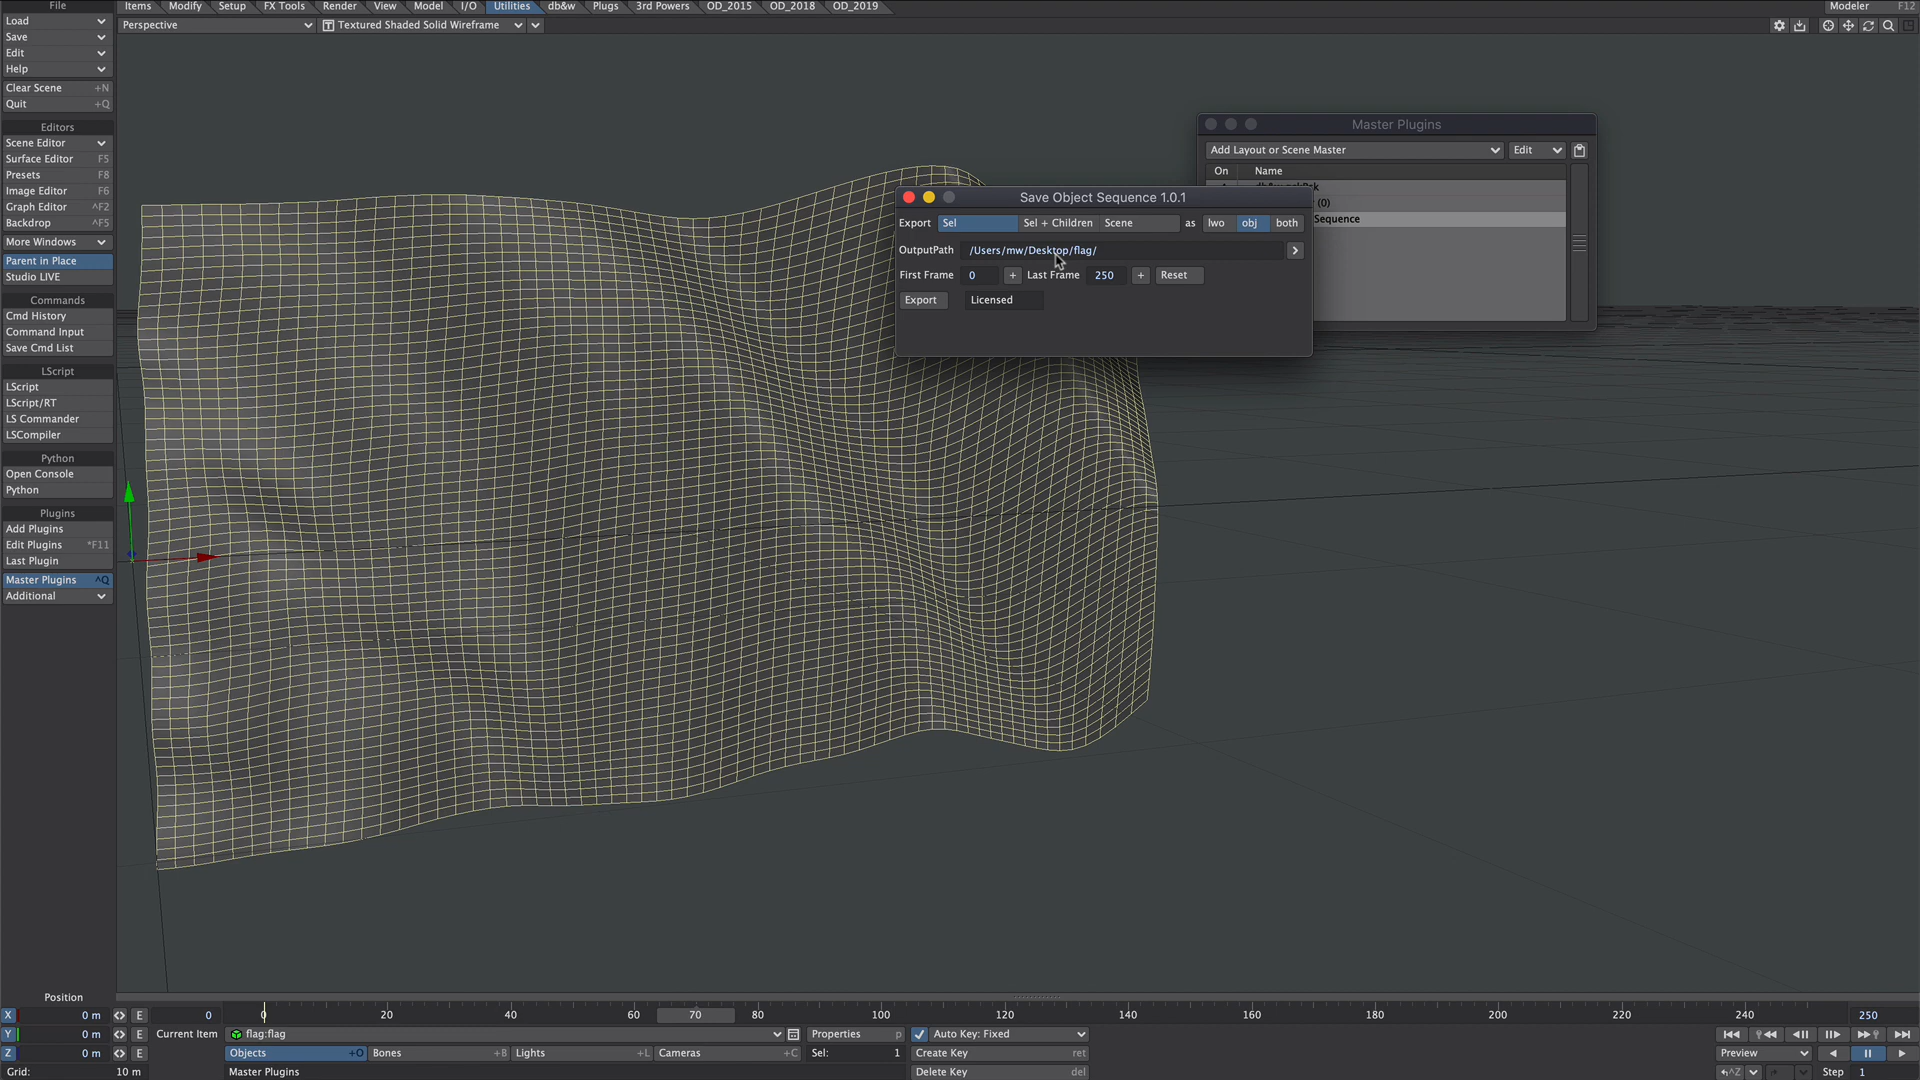 File
Items Modify Setup FX Tools Render View Model I/O Utilities db&w Plugs 3rd Powers OD_2015 OD_2018 OD_2019 Modeler F12
Load
Perspective Textured Shaded Solid Wireframe
Save
Edit
Help
Clear Scene +N
Quit +Q
Editors
Scene Editor
Surface Editor F5
Presets F8
Image Editor F6
Graph Editor ^F2
Backdrop ^F5
More Windows
Parent in Place
Studio LIVE
Commands
Cmd History
Command Input
Save Cmd List
LScript
LScript
LScript/RT
LS Commander
LSCompiler
Python
Open Console
Python
Plugins
Add Plugins
Edit Plugins *F11
Last Plugin
Master Plugins ^Q
Additional
Master Plugins
Add Layout or Scene Master Edit
On Name
(0)
Sequence
Save Object Sequence 1.0.1
Export Sel Sel + Children Scene as lwo obj both
OutputPath /Users/mw/Desktop/flag/
First Frame 0 + Last Frame 250 + Reset
Export Licensed
Position
X 0 m E 0 0 20 40 60 70 80 100 120 140 160 180 200 220 240 250
Y 0 m E Current Item flag:flag Properties p Auto Key: Fixed
Z 0 m E Objects +O Bones +B Lights +L Cameras +C Sel: 1 Create Key ret Preview
Grid: 10 m Master Plugins Delete Key del ^Z Step 1